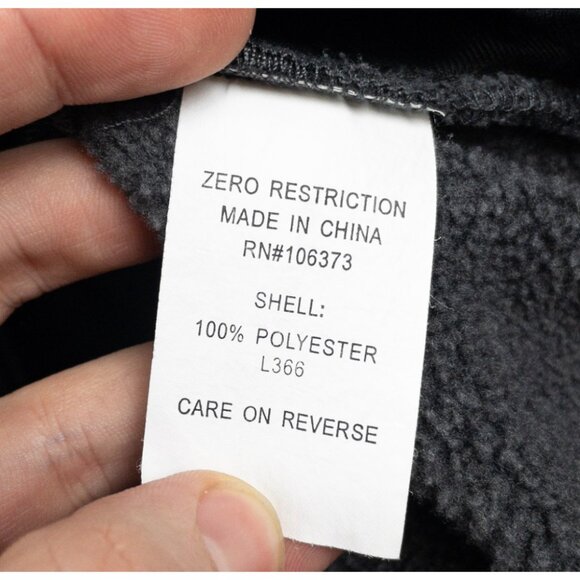 ZERO RESTRICTION
MADE IN CHINA
RN#106373
SHELL:
100% POLYESTER
L366
CARE ON REVERSE